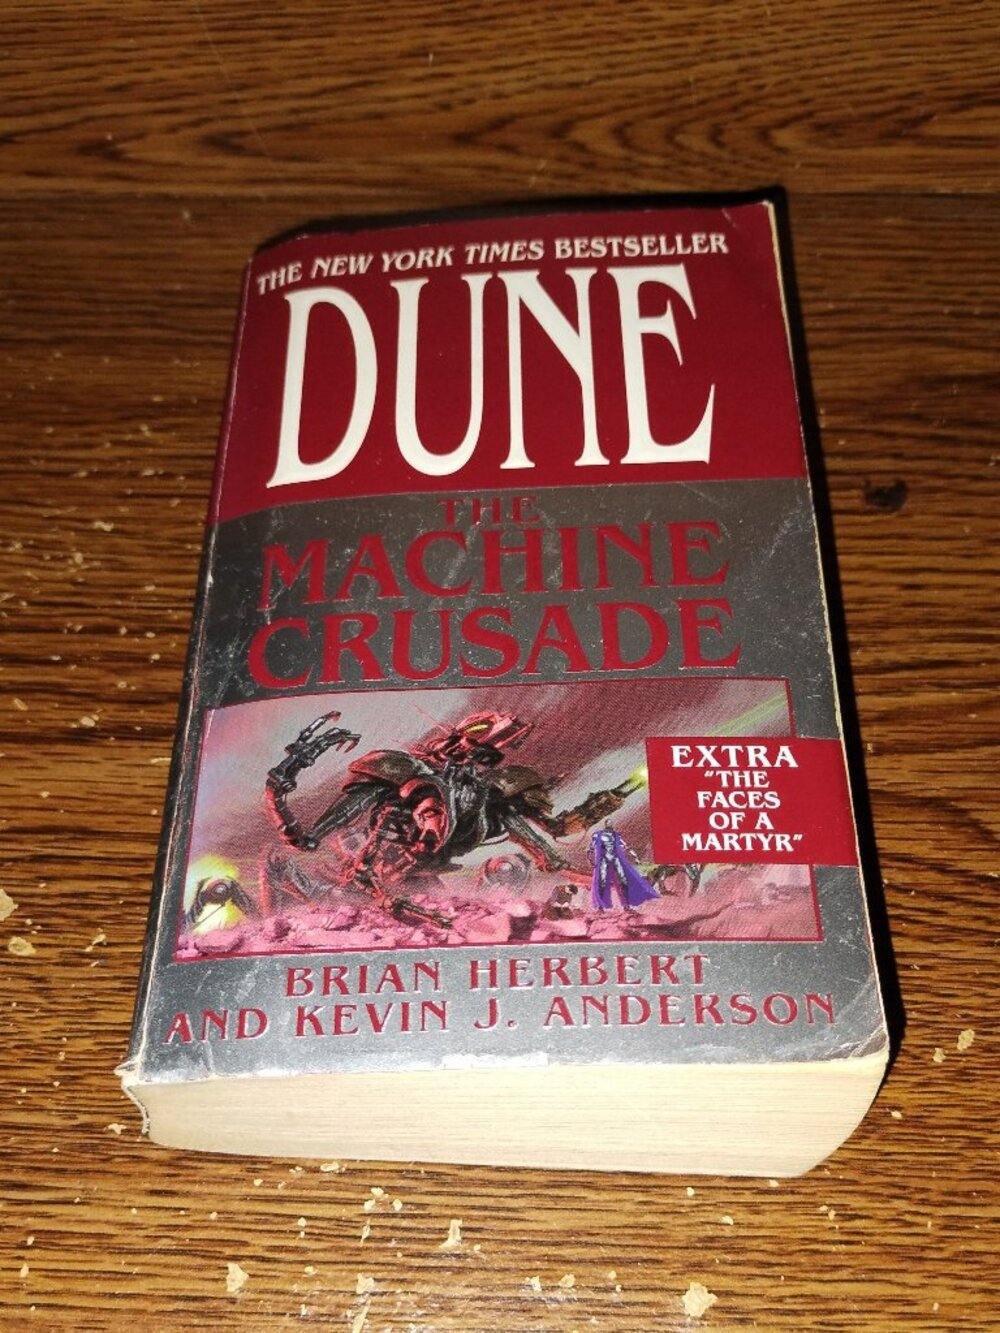 THE NEW YORK TIMES BESTSELLER
DUNE
THE
MACHINE
CRUSADE
EXTRA
"THE
FACES
OF A
MARTYR"
BRIAN HERBERT
AND KEVIN J. ANDERSON